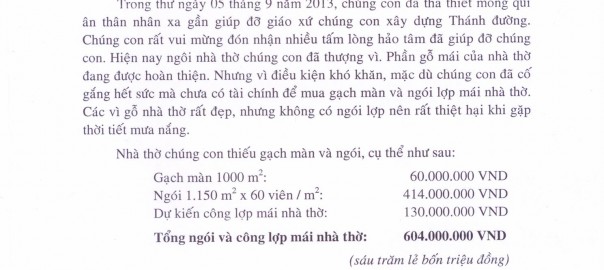 Trong thư ngày 05 tháng 9 năm 2013, chúng con đã tha thiết mong quí
ân thân nhân xa gần giúp đỡ giáo xứ chúng con xây dựng Thánh đường.
Chúng con rất vui mừng đón nhận nhiều tấm lòng hảo tâm đã giúp đỡ chúng
con. Hiện nay ngôi nhà thờ chúng con đã thượng vì. Phần gỗ mái của nhà thờ
đang được hoàn thiện. Nhưng vì điều kiện khó khăn, mặc dù chúng con đã cố
gắng hết sức mà chưa có tài chính để mua gạch màn và ngói lợp mái nhà thờ.
Các vì gỗ nhà thờ rất đẹp, nhưng không có ngói lợp nên rất thiệt hại khi gặp
thời tiết mưa nắng.
Nhà thờ chúng con thiếu gạch màn và ngói, cụ thể như sau:
Gạch màn 1000 m²: 60.000.000 VND
Ngói 1.150 m² x 60 viên / m²: 414.000.000 VND
Dự kiến công lợp mái nhà thờ: 130.000.000 VND
Tổng ngói và công lợp mái nhà thờ: 604.000.000 VND
(sáu trăm lẻ bốn triệu đồng)